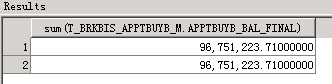 Results
sum(T_BRKBIS_APPTBUYB_M.APPTBUYB_BAL_FINAL)
1 96,751,223.71000000
2 96,751,223.71000000